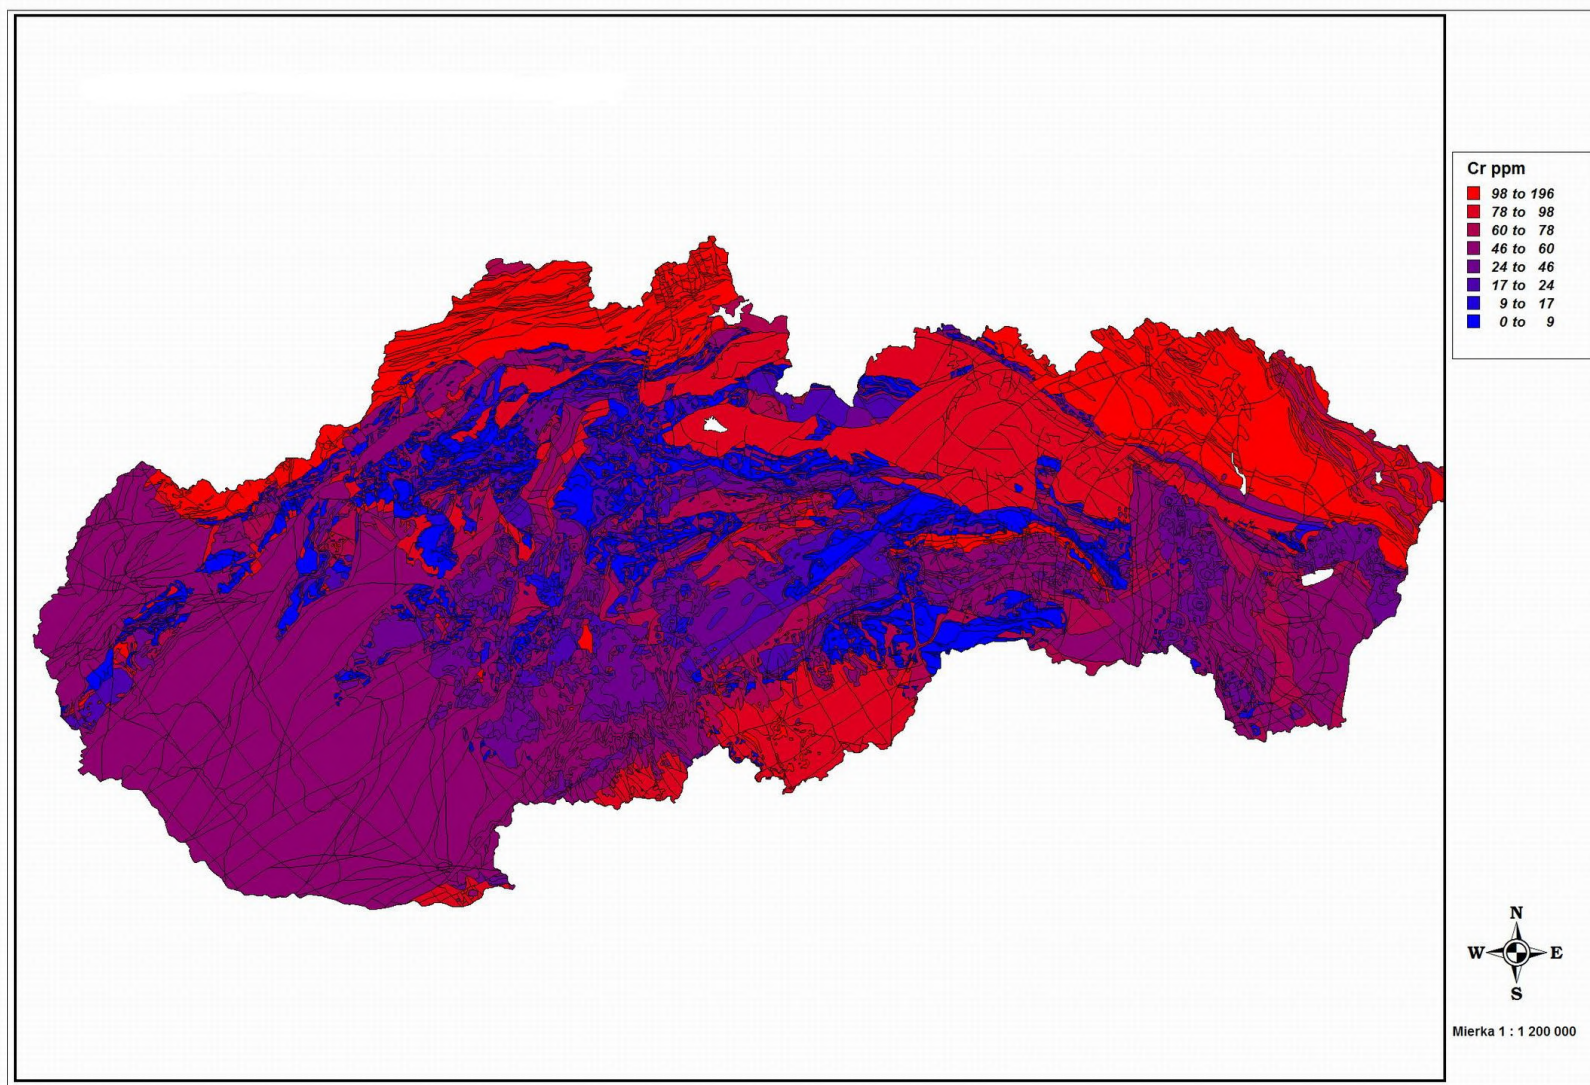 Cr ppm
98 to 196
78 to 98
60 to 78
46 to 60
24 to 46
17 to 24
9 to 17
0 to 9
N
W E
S
Mierka 1 : 1 200 000